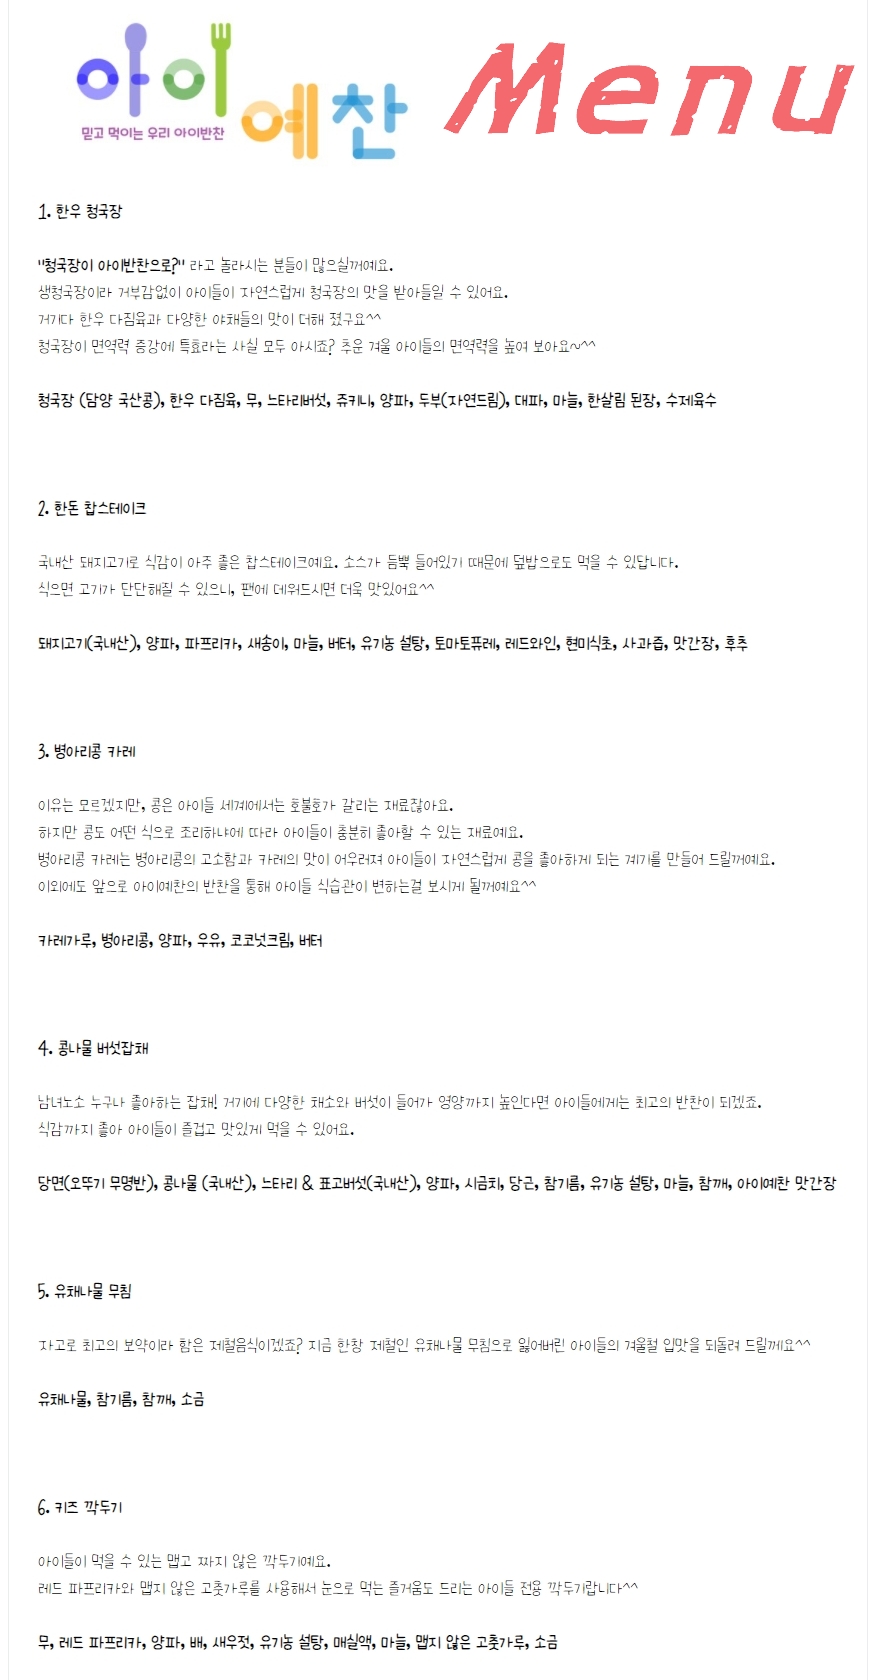 아이예찬
믿고 먹이는 우리 아이반찬
Menu
1. 한우 청국장
"청국장이 아이반찬으로?" 라고 놀라시는 분들이 많으실꺼예요.
생청국장이라 거부감없이 아이들이 자연스럽게 청국장의 맛을 받아들일 수 있어요.
거기다 한우 다짐육과 다양한 야채들의 맛이 더해 졌구요^^
청국장이 면역력 증강에 특효라는 사실 모두 아시죠? 추운 겨울 아이들의 면역력을 높여 보아요~^^
청국장 (담양 국산콩), 한우 다짐육, 무, 느타리버섯, 쥬키니, 양파, 두부(자연드림), 대파, 마늘, 한살림 된장, 수제육수
2. 한돈 찹스테이크
국내산 돼지고기로 식감이 아주 좋은 찹스테이크예요. 소스가 듬뿍 들어있기 때문에 덮밥으로도 먹을 수 있답니다.
식으면 고기가 단단해질 수 있으니, 팬에 데워드시면 더욱 맛있어요^^
돼지고기(국내산), 양파, 파프리카, 새송이, 마늘, 버터, 유기농 설탕, 토마토퓨레, 레드와인, 현미식초, 사과즙, 맛간장, 후추
3. 병아리콩 카레
이유는 모르겠지만, 콩은 아이들 세계에서는 호불호가 갈리는 재료잖아요.
하지만 콩도 어떤 식으로 조리하냐에 따라 아이들이 충분히 좋아할 수 있는 재료예요.
병아리콩 카레는 병아리콩의 고소함과 카레의 맛이 어우러져 아이들이 자연스럽게 콩을 좋아하게 되는 계기를 만들어 드릴꺼예요.
이외에도 앞으로 아이예찬의 반찬을 통해 아이들 식습관이 변하는걸 보시게 될꺼예요^^
카레가루, 병아리콩, 양파, 우유, 코코넛크림, 버터
4. 콩나물 버섯잡채
남녀노소 누구나 좋아하는 잡채! 거기에 다양한 채소와 버섯이 들어가 영양까지 높인다면 아이들에게는 최고의 반찬이 되겠죠.
식감까지 좋아 아이들이 즐겁고 맛있게 먹을 수 있어요.
당면(오뚜기 무명반), 콩나물 (국내산), 느타리 & 표고버섯(국내산), 양파, 시금치, 당근, 참기름, 유기농 설탕, 마늘, 참깨, 아이예찬 맛간장
5. 유채나물 무침
자고로 최고의 보약이라 함은 제철음식이겠죠? 지금 한창 제철인 유채나물 무침으로 잃어버린 아이들의 겨울철 입맛을 되돌려 드릴께요^^
유채나물, 참기름, 참깨, 소금
6. 키즈 깍두기
아이들이 먹을 수 있는 맵고 짜지 않은 깍두기예요.
레드 파프리카와 맵지 않은 고춧가루를 사용해서 눈으로 먹는 즐거움도 드리는 아이들 전용 깍두기랍니다^^
무, 레드 파프리카, 양파, 배, 새우젓, 유기농 설탕, 매실액, 마늘, 맵지 않은 고춧가루, 소금